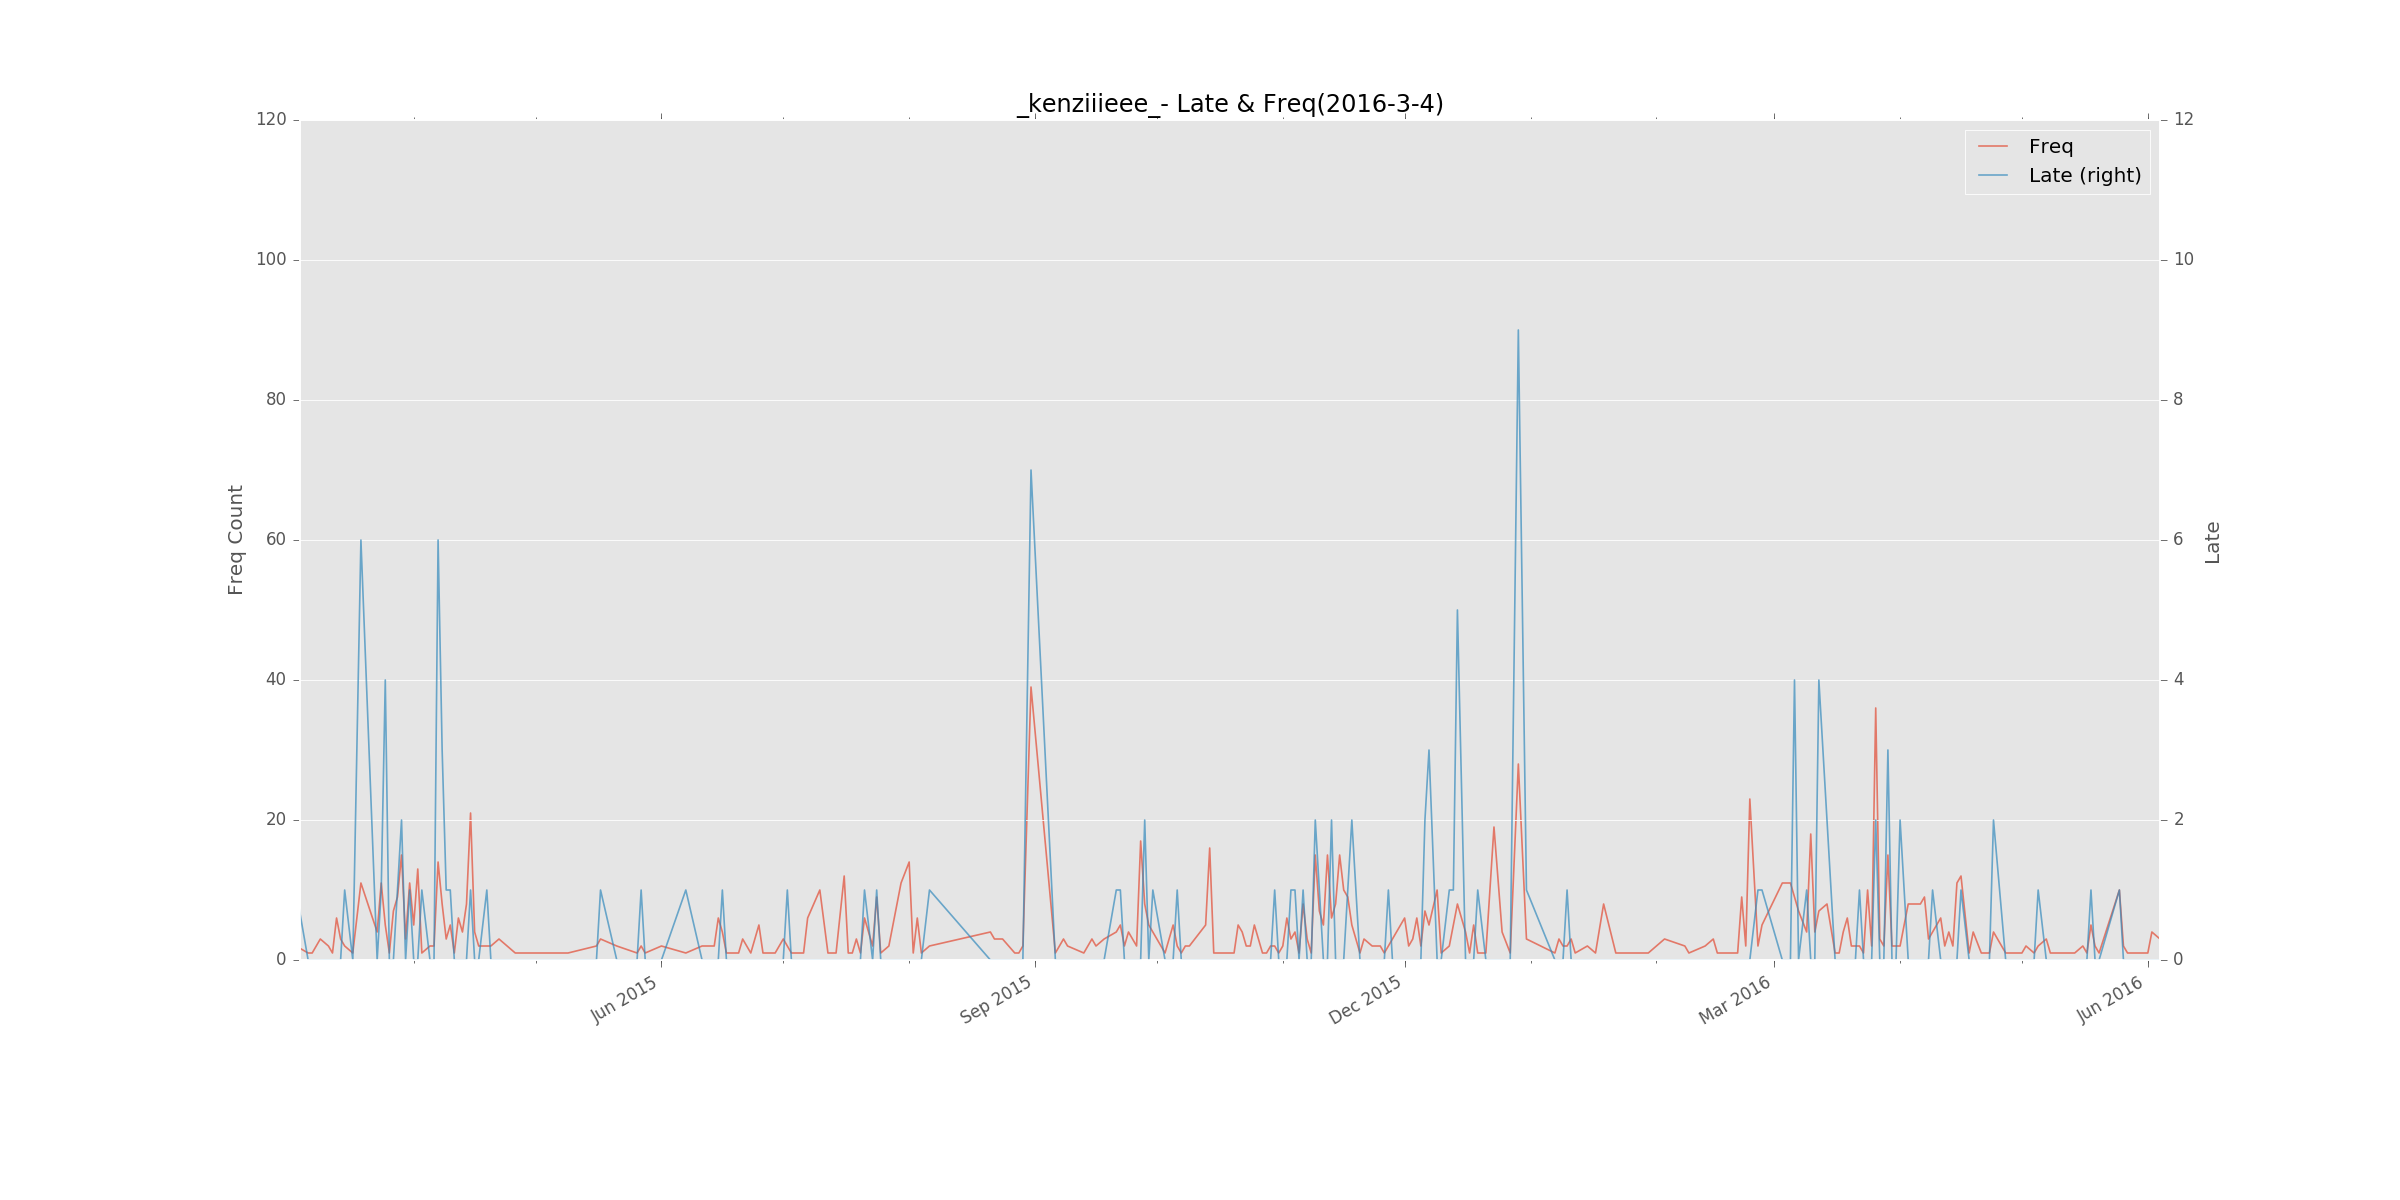 _kenziiieee_- Late & Freq(2016-3-4)
120
100
80
60
40
20
0
Freq Count
12
10
8
6
4
2
0
Late
Freq
Late (right)
Jun 2015
Sep 2015
Dec 2015
Mar 2016
Jun 2016